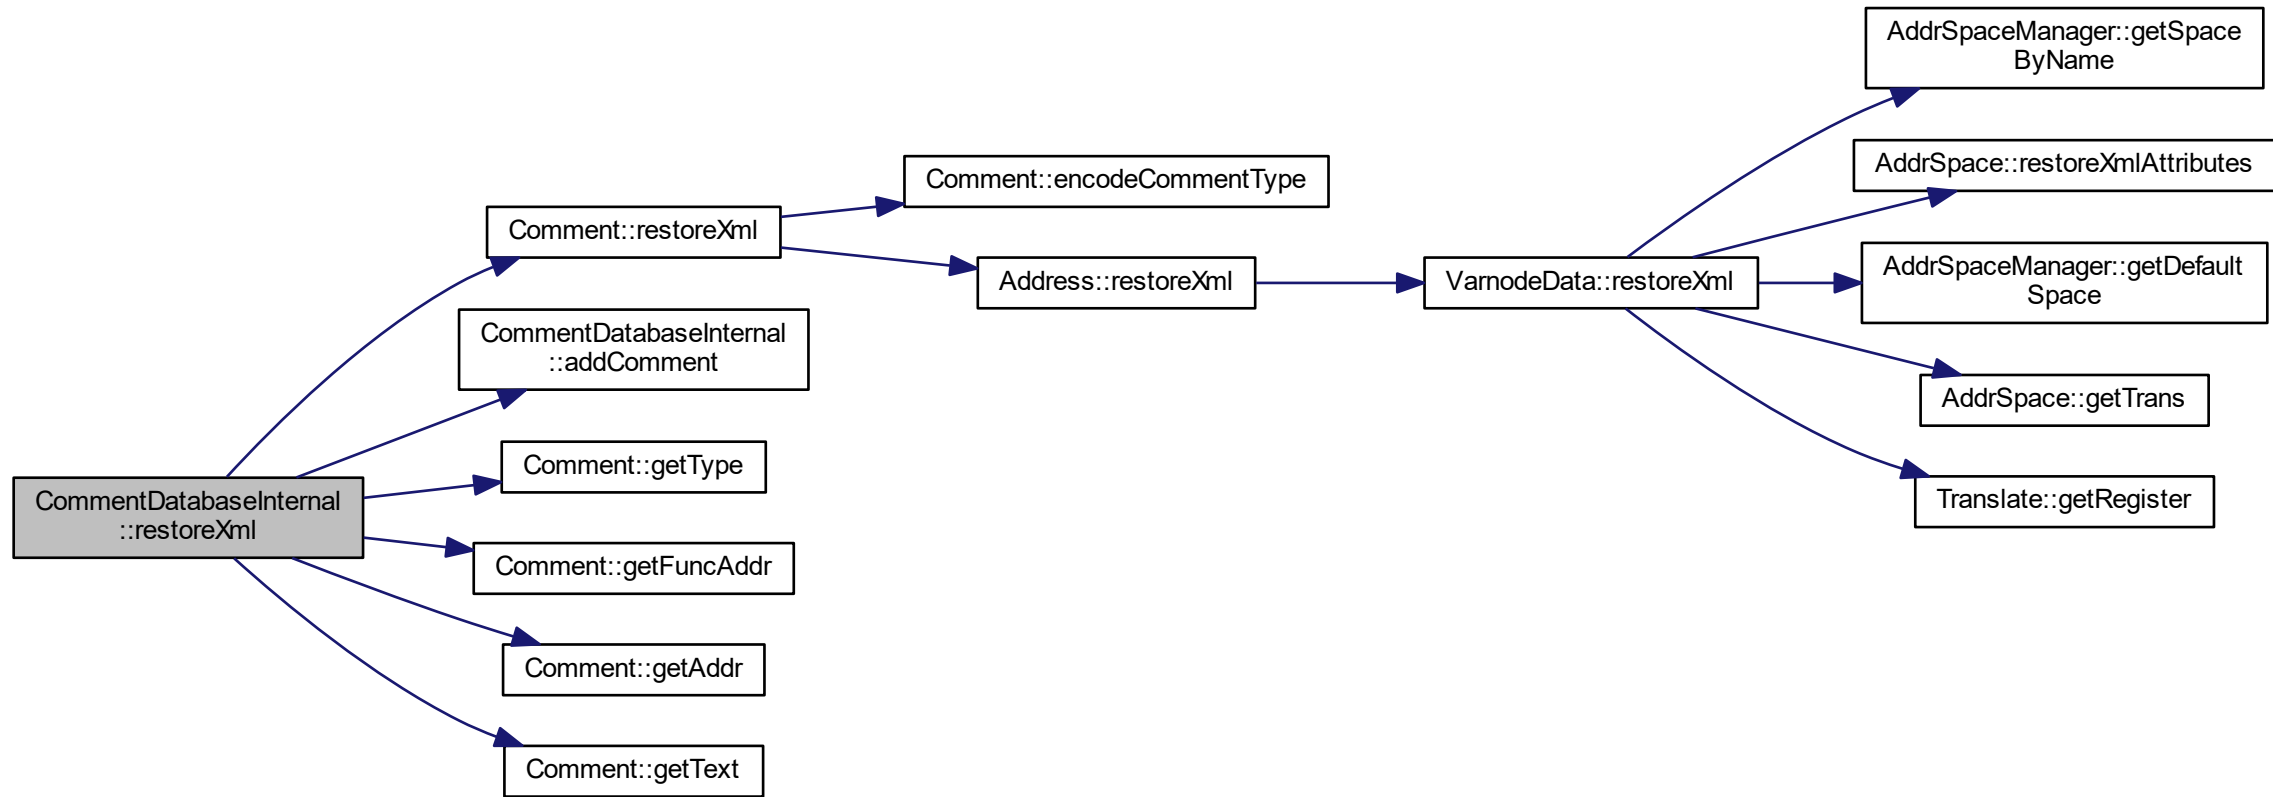 AddrSpaceManager::getSpace
ByName
AddrSpace::restoreXmlAttributes
Comment::encodeCommentType
Comment::restoreXml
Address::restoreXml
VarnodeData::restoreXml
AddrSpaceManager::getDefault
Space
CommentDatabaseInternal
::addComment
AddrSpace::getTrans
Comment::getType
CommentDatabaseInternal
::restoreXml
Translate::getRegister
Comment::getFuncAddr
Comment::getAddr
Comment::getText